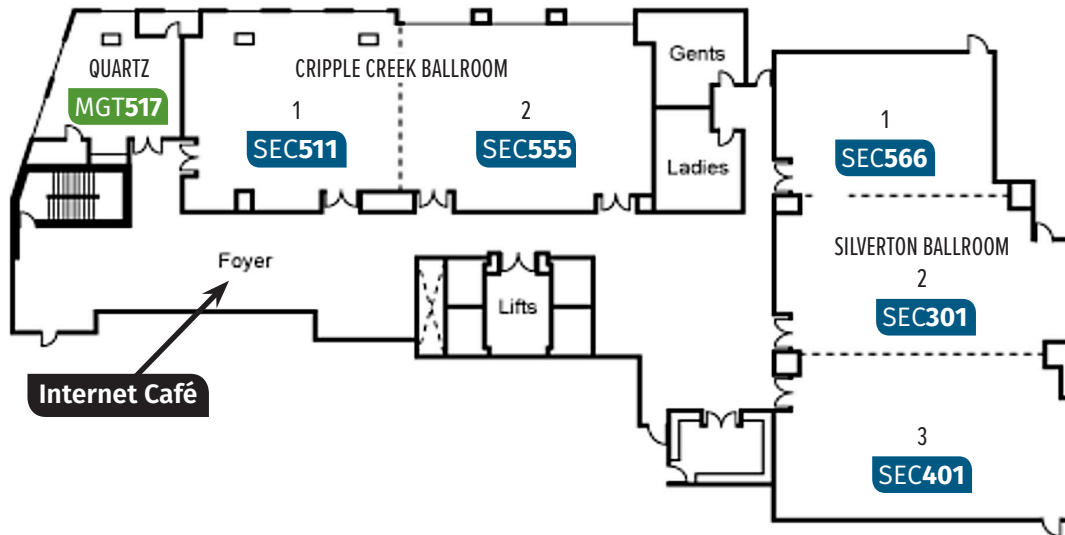 QUARTZ
MGT517
CRIPPLE CREEK BALLROOM
1
SEC511
2
SEC555
Gents
Ladies
1
SEC566
SILVERTON BALLROOM
2
SEC301
3
SEC401
Foyer
Lifts
Internet Café